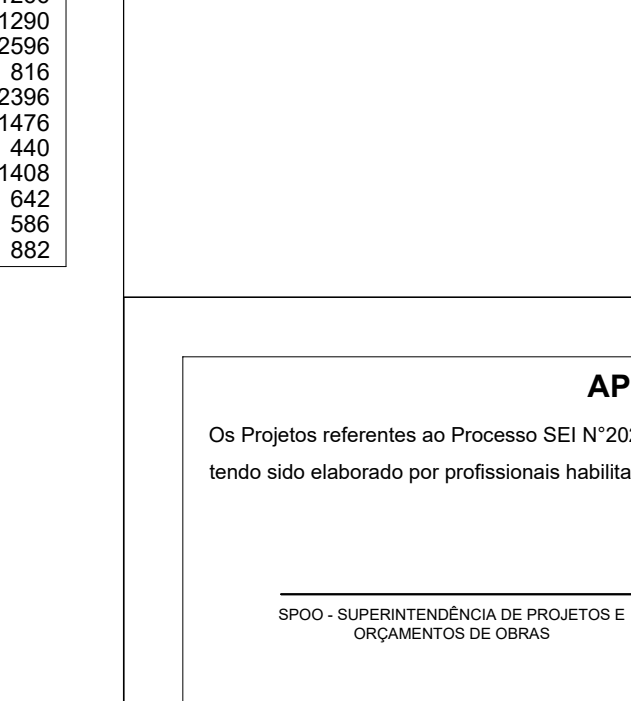 1290
2596
816
2396
1476
440
1408
642
586
882
AP
Os Projetos referentes ao Processo SEI N°202
tendo sido elaborado por profissionais habilita
SPOO - SUPERINTENDÊNCIA DE PROJETOS E
ORÇAMENTOS DE OBRAS